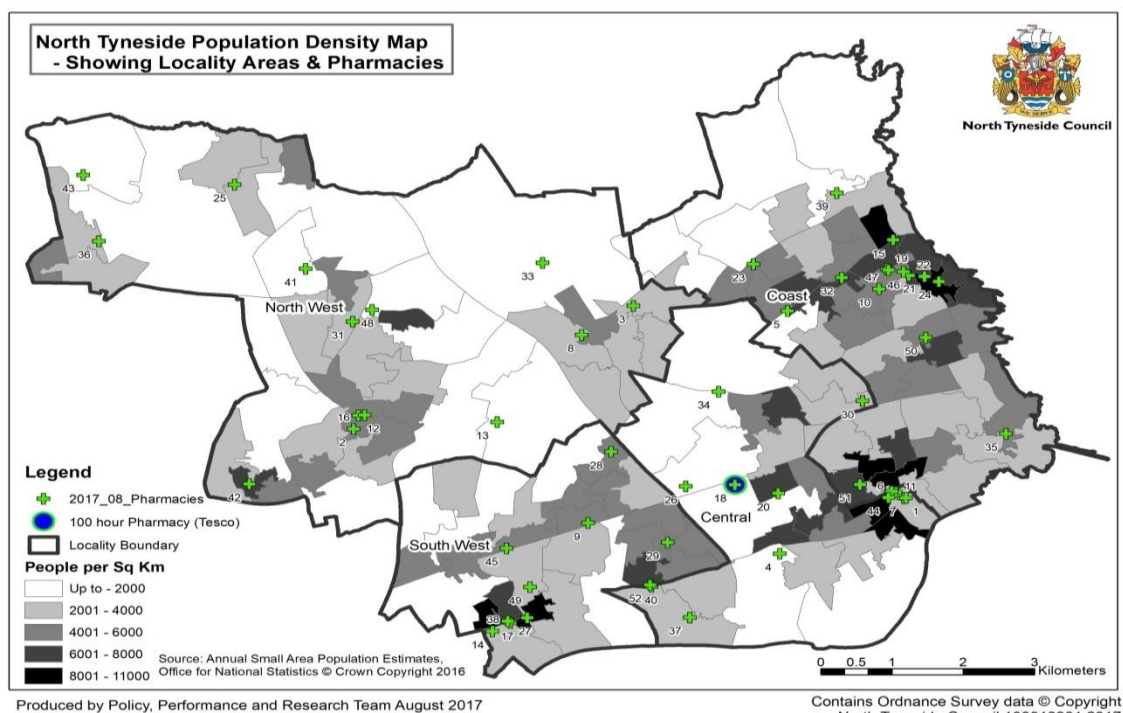 North Tyneside Population Density Map
- Showing Locality Areas & Pharmacies
North Tyneside Council
43
25
36
41
33
39
23
15
19
22
47
46
21
24
32
10
Coast
5
North West
48
31
3
8
50
34
30
16
12
2
13
35
28
42
26
18
20
51
6
11
44
7
1
Central
9
South West
45
29
4
49
52
40
38
17
27
14
37
Legend
2017_08_Pharmacies
100 hour Pharmacy (Tesco)
Locality Boundary
People per Sq Km
Up to - 2000
2001 - 4000
4001 - 6000
6001 - 8000
8001 - 11000
Source: Annual Small Area Population Estimates,
Office for National Statistics © Crown Copyright 2016
0 0.5 1 2 3
Kilometers
Produced by Policy, Performance and Research Team August 2017
Contains Ordnance Survey data © Copyright